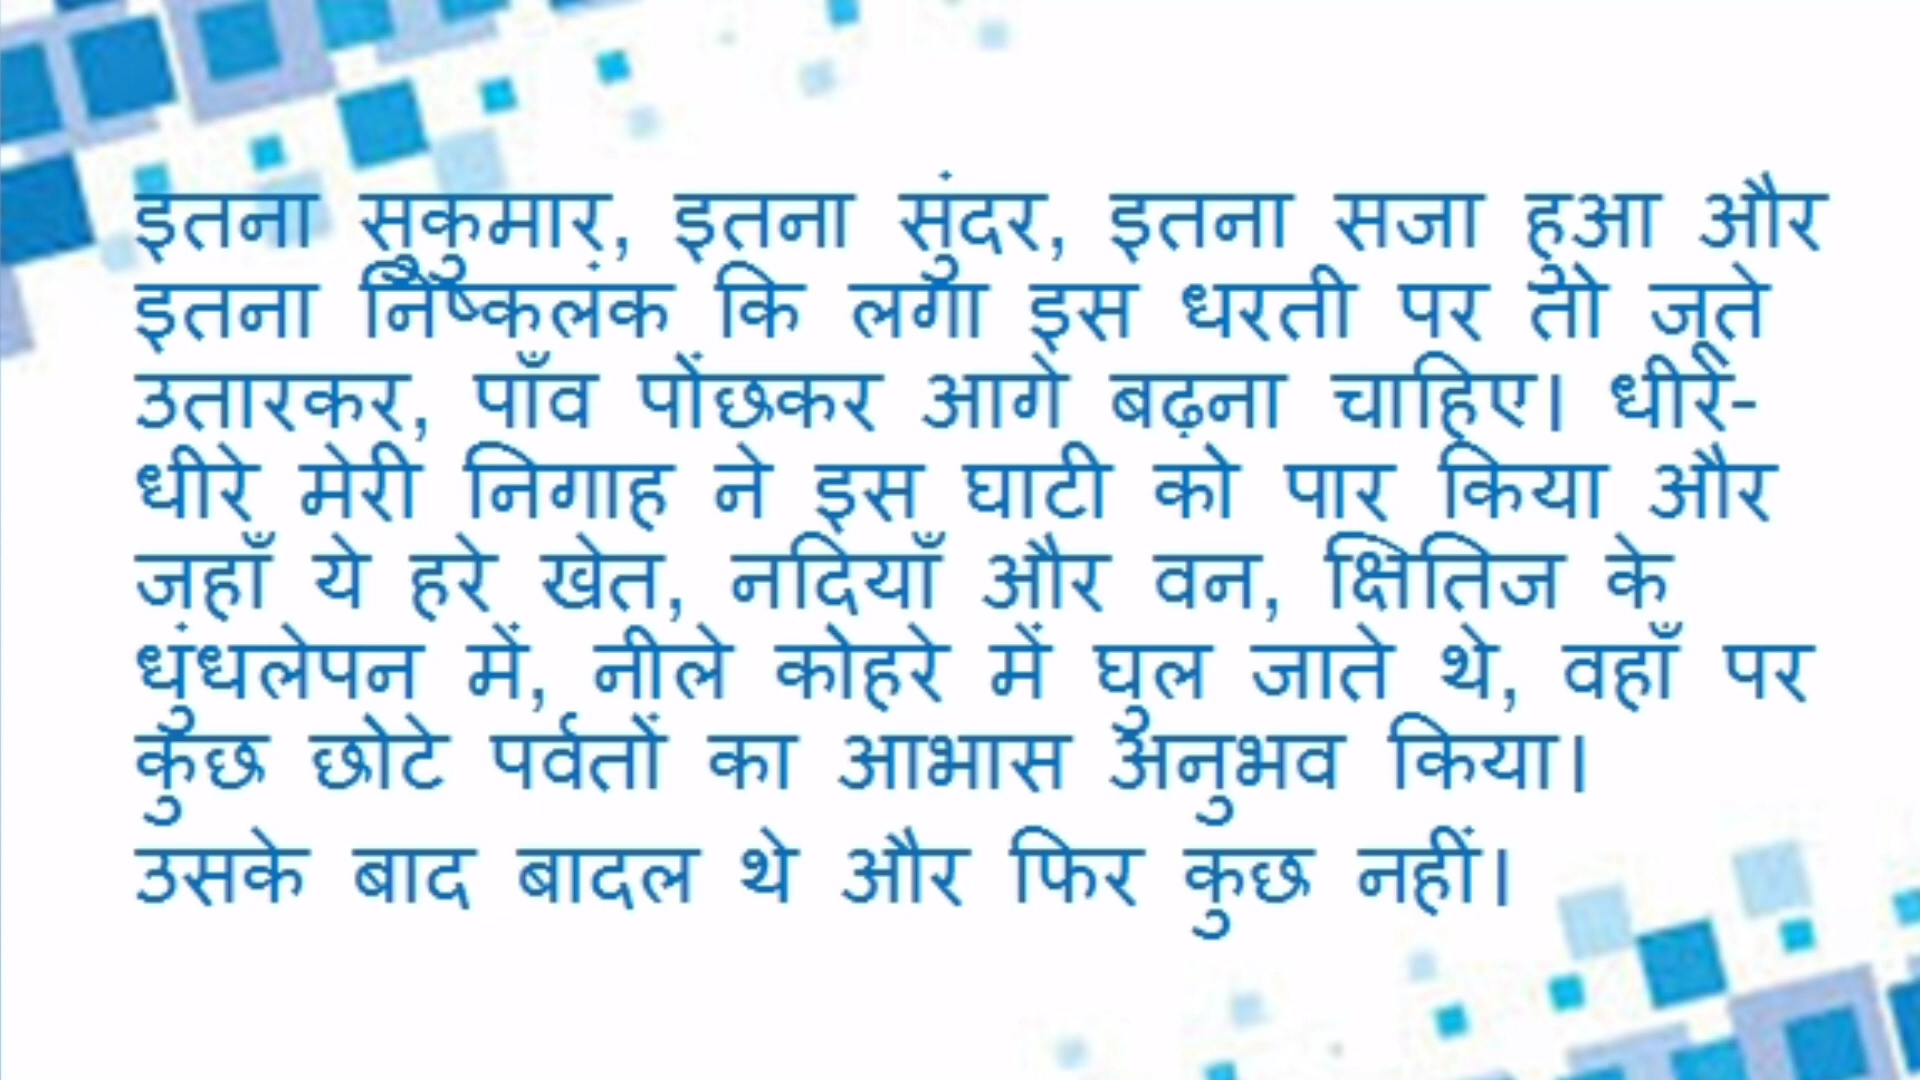 इतना सुकुमार, इतना सुंदर, इतना सजा हुआ और
इतना निष्कलंक कि लगा इस धरती पर तो जूते
उतारकर, पाँव पोंछकर आगे बढ़ना चाहिए। धीरे-
धीरे मेरी निगाह ने इस घाटी को पार किया और
जहाँ ये हरे खेत, नदियाँ और वन, क्षितिज के
धुंधलेपन में, नीले कोहरे में घुल जाते थे, वहाँ पर
कुछ छोटे पर्वतों का आभास अनुभव किया।
उसके बाद बादल थे और फिर कुछ नहीं।